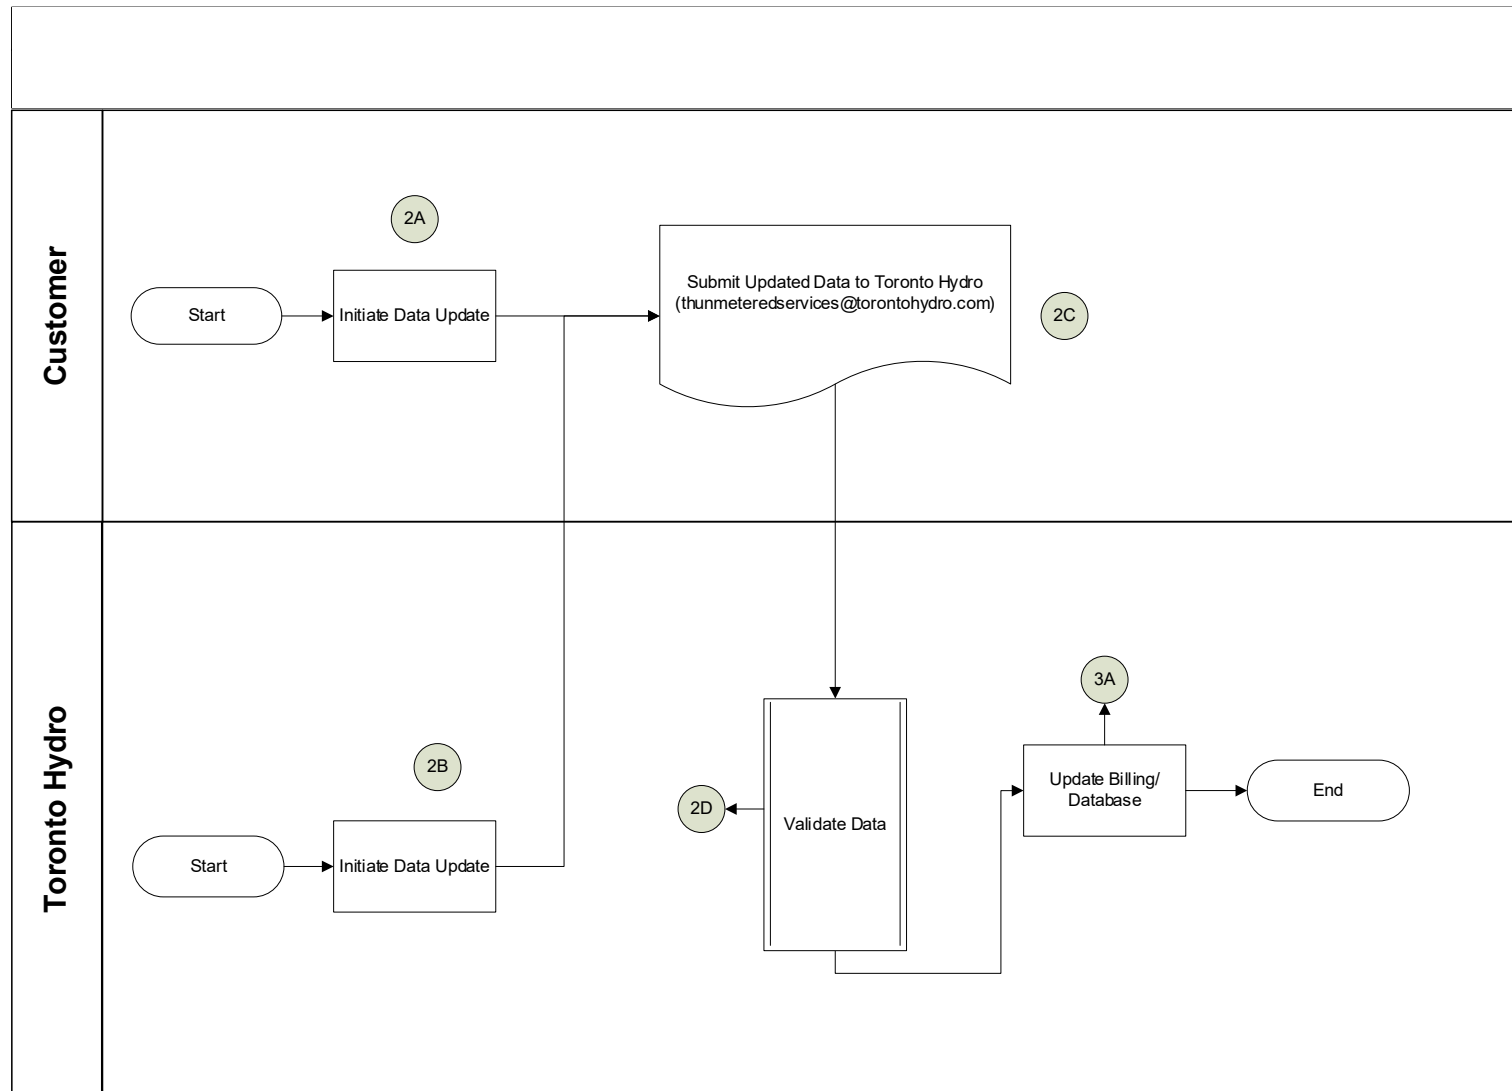 Customer
2A
Start
Initiate Data Update
Submit Updated Data to Toronto Hydro
(thunmeteredservices@torontohydro.com)
2C
Toronto Hydro
2B
Start
Initiate Data Update
2D
Validate Data
3A
Update Billing/
Database
End